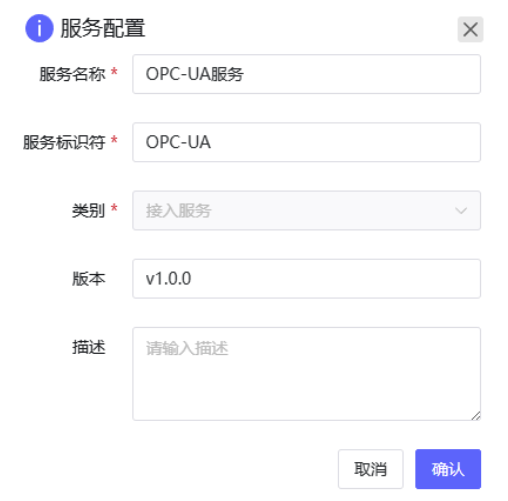 服务配置
服务名称 * OPC-UA服务
服务标识符 * OPC-UA
类别 * 接入服务
版本 v1.0.0
描述 请输入描述
取消 确认